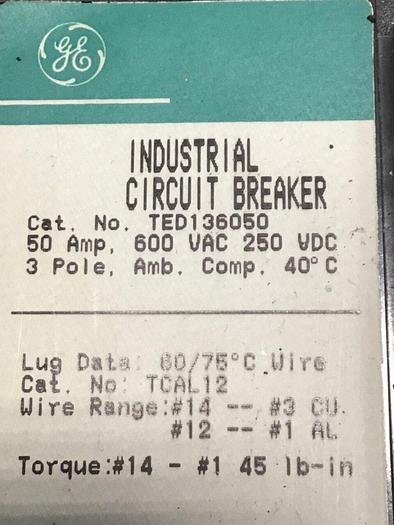 GE
INDUSTRIAL
CIRCUIT BREAKER
Cat. No. TED136050
50 Amp, 600 VAC 250 VDC
3 Pole, Amb. Comp, 40°C
Lug Data: 60/75°C Wire
Cat. No: TCAL12
Wire Range:#14 -- #3 CU.
#12 -- #1 AL
Torque:#14 - #1 45 lb-in